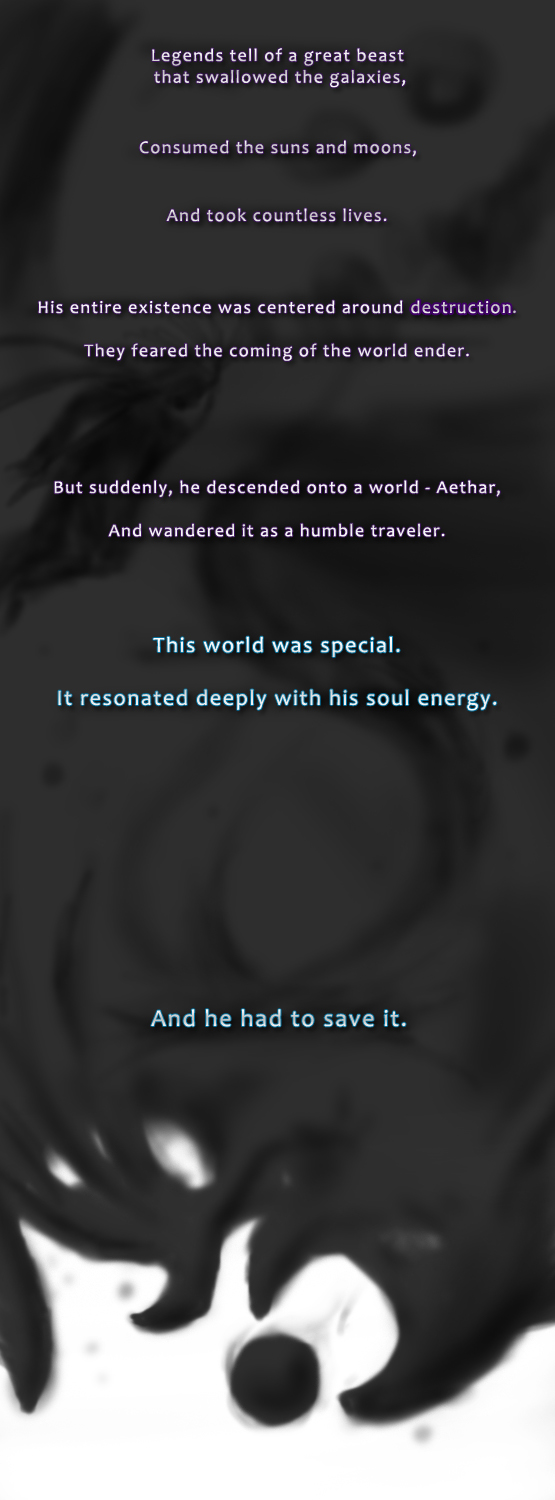 Legends tell of a great beast
that swallowed the galaxies,
Consumed the suns and moons,
And took countless lives.
His entire existence was centered around destruction.
They feared the coming of the world ender.
But suddenly, he descended onto a world - Aethar,
And wandered it as a humble traveler.
This world was special.
It resonated deeply with his soul energy.
And he had to save it.